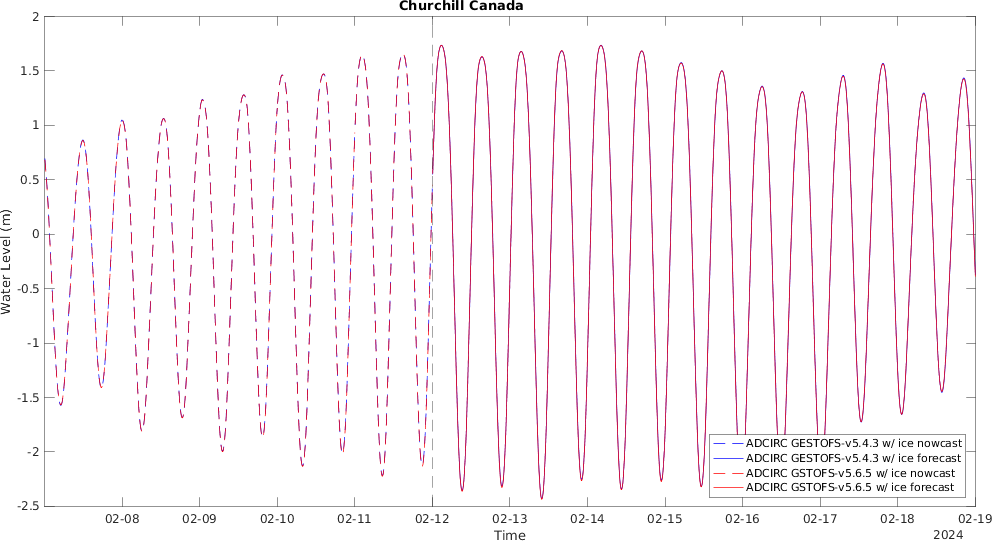 Churchill Canada
2
1.5
1
0.5
0
-0.5
-1
-1.5
-2
-2.5
Water Level (m)
ADCIRC GESTOFS-v5.4.3 w/ ice nowcast
ADCIRC GESTOFS-v5.4.3 w/ ice forecast
ADCIRC GSTOFS-v5.6.5 w/ ice nowcast
ADCIRC GSTOFS-v5.6.5 w/ ice forecast
02-08 02-09 02-10 02-11 02-12 02-13 02-14 02-15 02-16 02-17 02-18 02-19
Time
2024